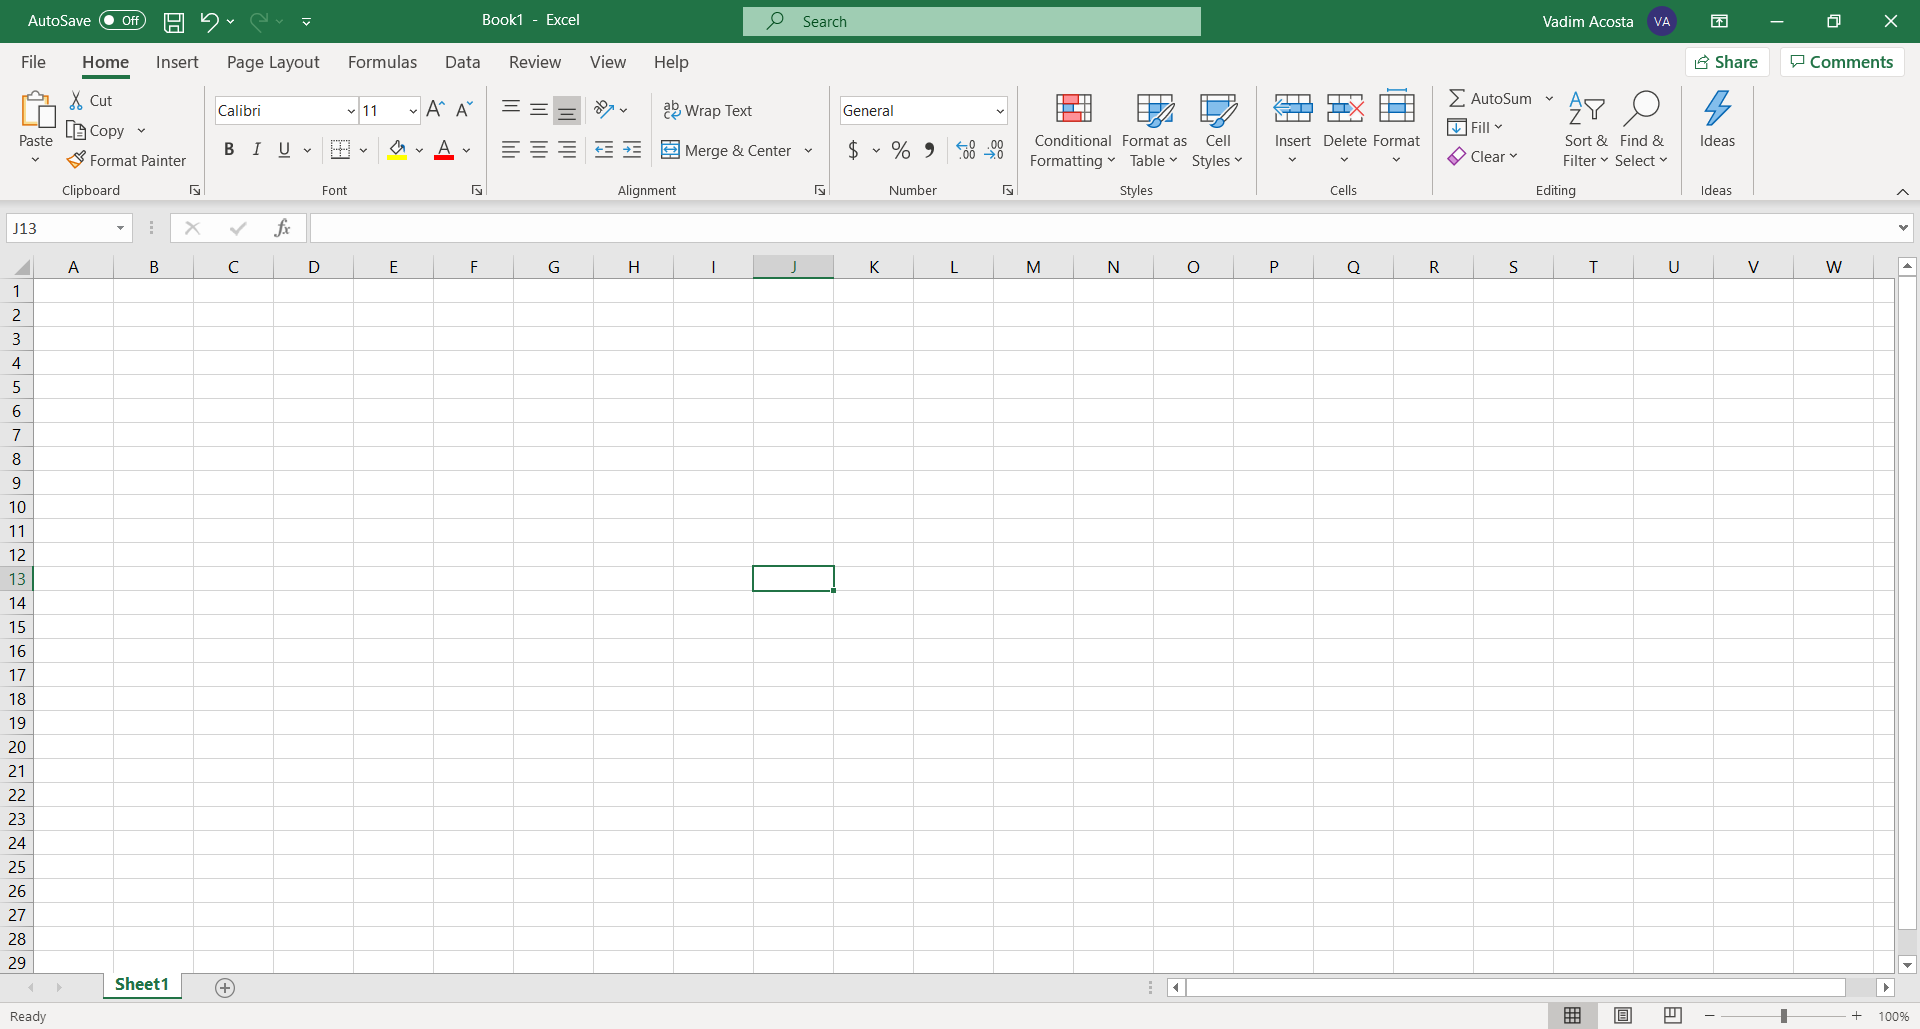 AutoSave Off Book1 - Excel Search Vadim Acosta VA
File Home Insert Page Layout Formulas Data Review View Help Share Comments
Paste
Cut
Copy
Format Painter
Clipboard
Calibri 11
B I U A
Font
ab Wrap Text
Merge & Center
Alignment
General
$ % , .00 .0
Number
Conditional Formatting
Format as Table
Cell Styles
Styles
Insert
Delete
Format
Cells
AutoSum
Fill
Clear
Sort & Filter
Find & Select
Editing
Ideas
Ideas
J13 fx
A B C D E F G H I J K L M N O P Q R S T U V W
1
2
3
4
5
6
7
8
9
10
11
12
13
14
15
16
17
18
19
20
21
22
23
24
25
26
27
28
29
Sheet1
Ready 100%